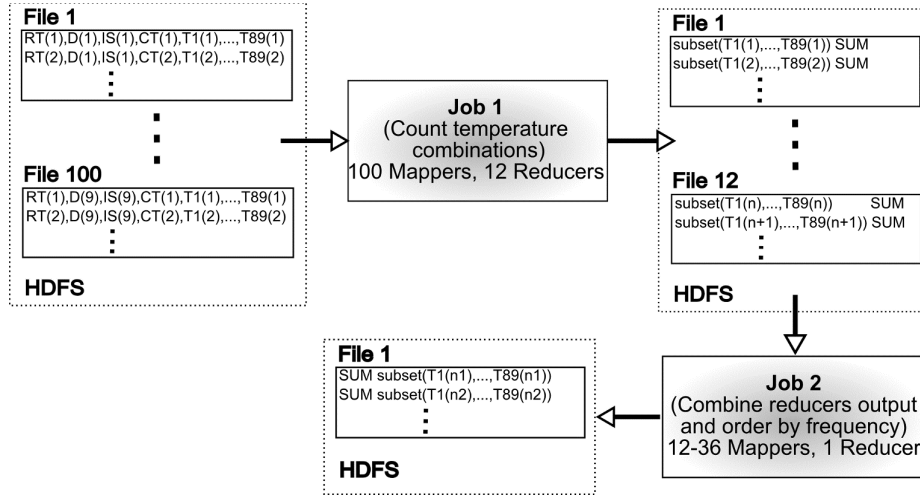 File 1
RT(1),D(1),IS(1),CT(1),T1(1),...,T89(1)
RT(2),D(1),IS(1),CT(2),T1(2),...,T89(2)
File 100
RT(1),D(9),IS(9),CT(1),T1(1),...,T89(1)
RT(2),D(9),IS(9),CT(2),T1(2),...,T89(2)
HDFS
Job 1
(Count temperature
combinations)
100 Mappers, 12 Reducers
File 1
subset(T1(1),...,T89(1)) SUM
subset(T1(2),...,T89(2)) SUM
File 12
subset(T1(n),...,T89(n)) SUM
subset(T1(n+1),...,T89(n+1)) SUM
HDFS
Job 2
(Combine reducers output
and order by frequency)
12-36 Mappers, 1 Reducer
File 1
SUM subset(T1(n1),...,T89(n1))
SUM subset(T1(n2),...,T89(n2))
HDFS